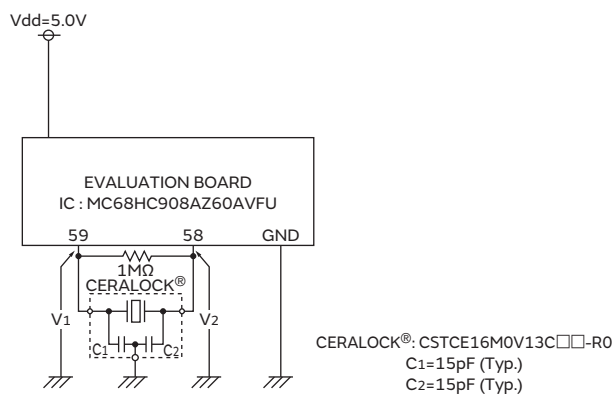 Vdd=5.0V
EVALUATION BOARD
IC : MC68HC908AZ60AVFU
59 58 GND
1MΩ
CERALOCK®
V1 V2
C1 C2
CERALOCK®: CSTCE16M0V13C□□-R0
C1=15pF (Typ.)
C2=15pF (Typ.)